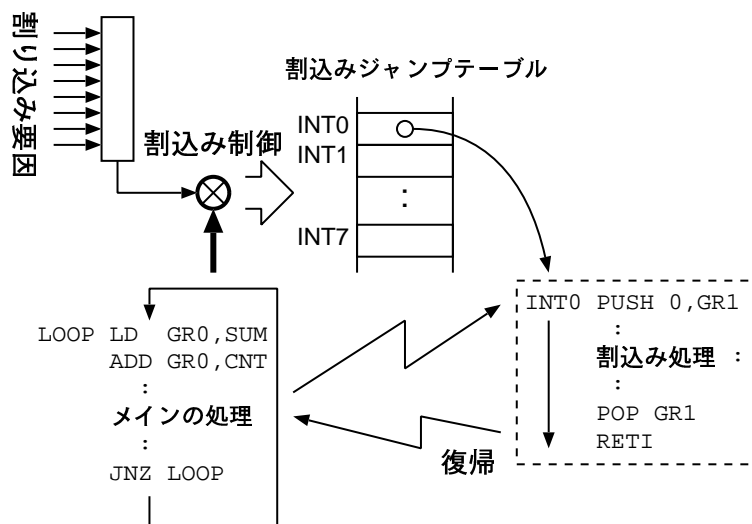 割り込み要因
割込み制御
割込みジャンプテーブル
INT0
INT1
:
INT7
LOOP LD GR0,SUM
ADD GR0,CNT
:
メインの処理
:
JNZ LOOP
INT0 PUSH 0,GR1
:
割込み処理 :
:
POP GR1
RETI
復帰